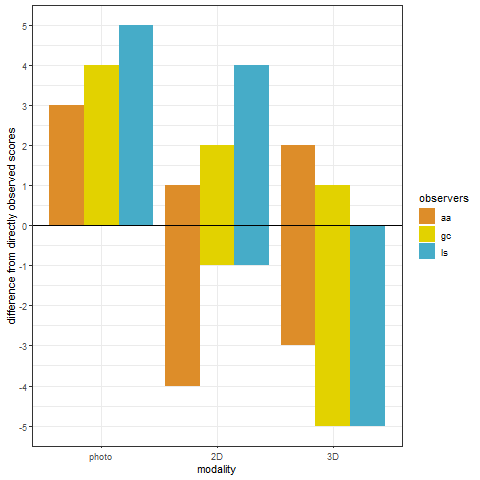 difference from directly observed scores
5
4
3
2
1
0
-1
-2
-3
-4
-5
photo 2D 3D
modality
observers
aa
gc
ls